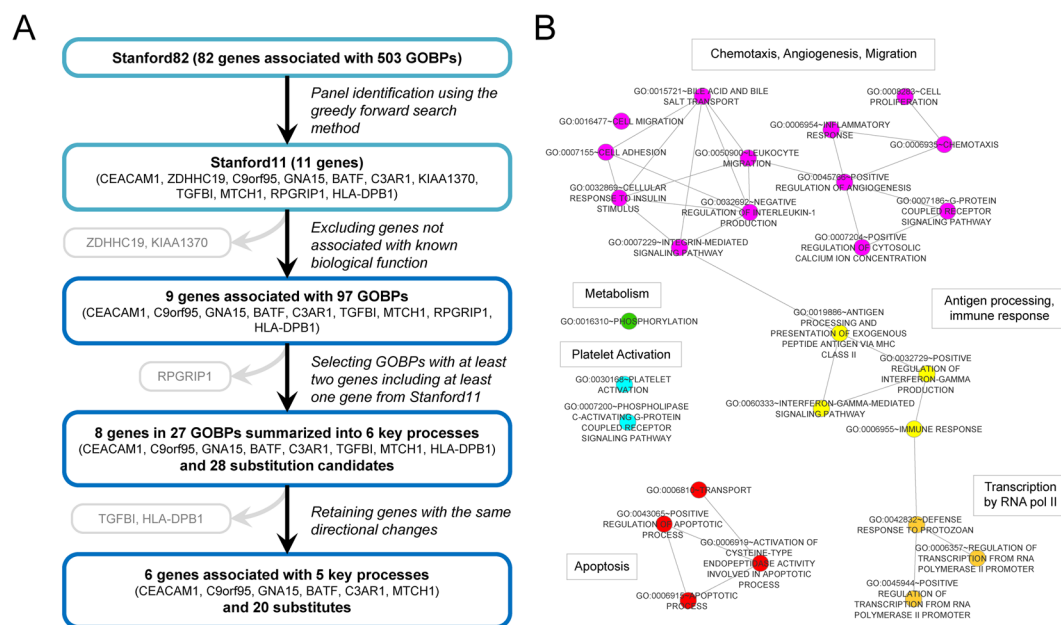 A
Stanford82 (82 genes associated with 503 GOBPs)
Panel identification using the
greedy forward search
method
Stanford11 (11 genes)
(CEACAM1, ZDHHC19, C9orf95, GNA15, BATF, C3AR1, KIAA1370,
TGFBI, MTCH1, RPGRIP1, HLA-DPB1)
ZDHHC19, KIAA1370
Excluding genes not
associated with known
biological function
9 genes associated with 97 GOBPs
(CEACAM1, C9orf95, GNA15, BATF, C3AR1, TGFBI, MTCH1, RPGRIP1,
HLA-DPB1)
RPGRIP1
Selecting GOBPs with at least
two genes including at least
one gene from Stanford11
8 genes in 27 GOBPs summarized into 6 key processes
(CEACAM1, C9orf95, GNA15, BATF, C3AR1, TGFBI, MTCH1, HLA-DPB1)
and 28 substitution candidates
TGFBI, HLA-DPB1
Retaining genes with the same
directional changes
6 genes associated with 5 key processes
(CEACAM1, C9orf95, GNA15, BATF, C3AR1, MTCH1)
and 20 substitutes
B
Chemotaxis, Angiogenesis, Migration
GO:0015721~BILE ACID AND BILE
SALT TRANSPORT
GO:0008283~CELL
PROLIFERATION
GO:0016477~CELL MIGRATION
GO:0006954~INFLAMMATORY
RESPONSE
GO:0007155~CELL ADHESION
GO:0050900~LEUKOCYTE
MIGRATION
GO:0006935~CHEMOTAXIS
GO:0045766~POSITIVE
REGULATION OF ANGIOGENESIS
GO:0032869~CELLULAR
RESPONSE TO INSULIN
STIMULUS
GO:0032692~NEGATIVE
REGULATION OF INTERLEUKIN-1
PRODUCTION
GO:0007186~G-PROTEIN
COUPLED RECEPTOR
SIGNALING PATHWAY
GO:0007229~INTEGRIN-MEDIATED
SIGNALING PATHWAY
GO:0007204~POSITIVE
REGULATION OF CYTOSOLIC
CALCIUM ION CONCENTRATION
Metabolism
GO:0016310~PHOSPHORYLATION
Antigen processing,
immune response
GO:0019886~ANTIGEN
PROCESSING AND
PRESENTATION OF EXOGENOUS
PEPTIDE ANTIGEN VIA MHC
CLASS II
GO:0032729~POSITIVE
REGULATION OF
INTERFERON-GAMMA
PRODUCTION
GO:0060333~INTERFERON-GAMMA-MEDIATED
SIGNALING PATHWAY
GO:0006955~IMMUNE RESPONSE
Platelet Activation
GO:0030168~PLATELET
ACTIVATION
GO:0007200~PHOSPHOLIPASE
C-ACTIVATING G-PROTEIN
COUPLED RECEPTOR
SIGNALING PATHWAY
Transcription
by RNA pol II
GO:0042832~DEFENSE
RESPONSE TO PROTOZOAN
GO:0006357~REGULATION OF
TRANSCRIPTION FROM RNA
POLYMERASE II PROMOTER
GO:0045944~POSITIVE
REGULATION OF
TRANSCRIPTION FROM RNA
POLYMERASE II PROMOTER
GO:0006810~TRANSPORT
GO:0043065~POSITIVE
REGULATION OF APOPTOTIC
PROCESS
GO:0006919~ACTIVATION OF
CYSTEINE-TYPE
ENDOPEPTIDASE ACTIVITY
INVOLVED IN APOPTOTIC
PROCESS
Apoptosis
GO:0006915~APOPTOTIC
PROCESS